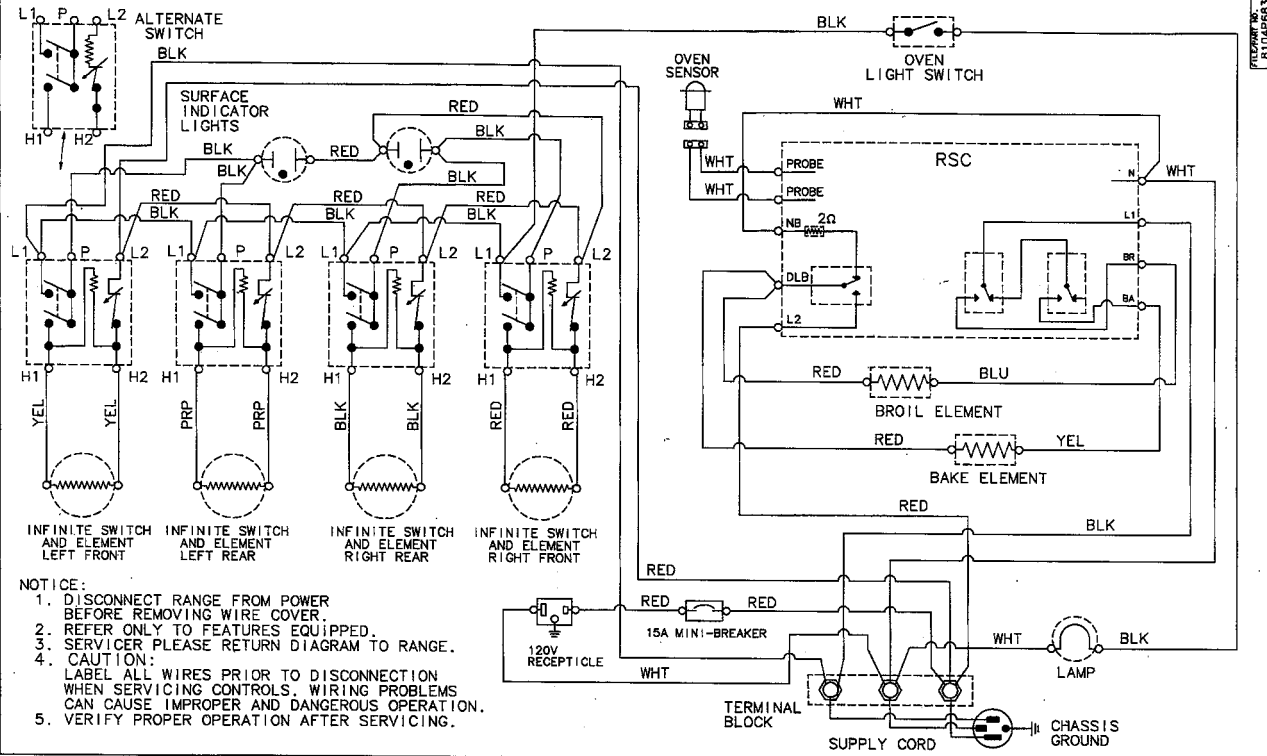 L1 P L2
ALTERNATE
SWITCH
H1 H2
BLK
SURFACE
INDICATOR
LIGHTS
RED
BLK
BLK
RED
BLK
BLK
RED
BLK
RED
BLK
RED
BLK
L1 P L2
L1 P L2
L1 P L2
L1 P L2
H1 H2
H1 H2
H1 H2
H1 H2
YEL YEL
PRP PRP
BLK BLK
RED RED
INFINITE SWITCH
AND ELEMENT
LEFT FRONT
INFINITE SWITCH
AND ELEMENT
LEFT REAR
INFINITE SWITCH
AND ELEMENT
RIGHT REAR
INFINITE SWITCH
AND ELEMENT
RIGHT FRONT
BLK
OVEN
LIGHT SWITCH
OVEN
SENSOR
WHT
WHT
WHT
PROBE
PROBE
RSC
N
WHT
NB
2Ω
L1
BR
DLB
BA
L2
RED
BLU
BROIL ELEMENT
RED
YEL
BAKE ELEMENT
RED
BLK
RED
RED
RED
15A MINI-BREAKER
120V
RECEPTICLE
WHT
WHT
BLK
LAMP
TERMINAL
BLOCK
SUPPLY CORD
CHASSIS
GROUND
NOTICE:
1. DISCONNECT RANGE FROM POWER
BEFORE REMOVING WIRE COVER.
2. REFER ONLY TO FEATURES EQUIPPED.
3. SERVICER PLEASE RETURN DIAGRAM TO RANGE.
4. CAUTION:
LABEL ALL WIRES PRIOR TO DISCONNECTION
WHEN SERVICING CONTROLS. WIRING PROBLEMS
CAN CAUSE IMPROPER AND DANGEROUS OPERATION.
5. VERIFY PROPER OPERATION AFTER SERVICING.